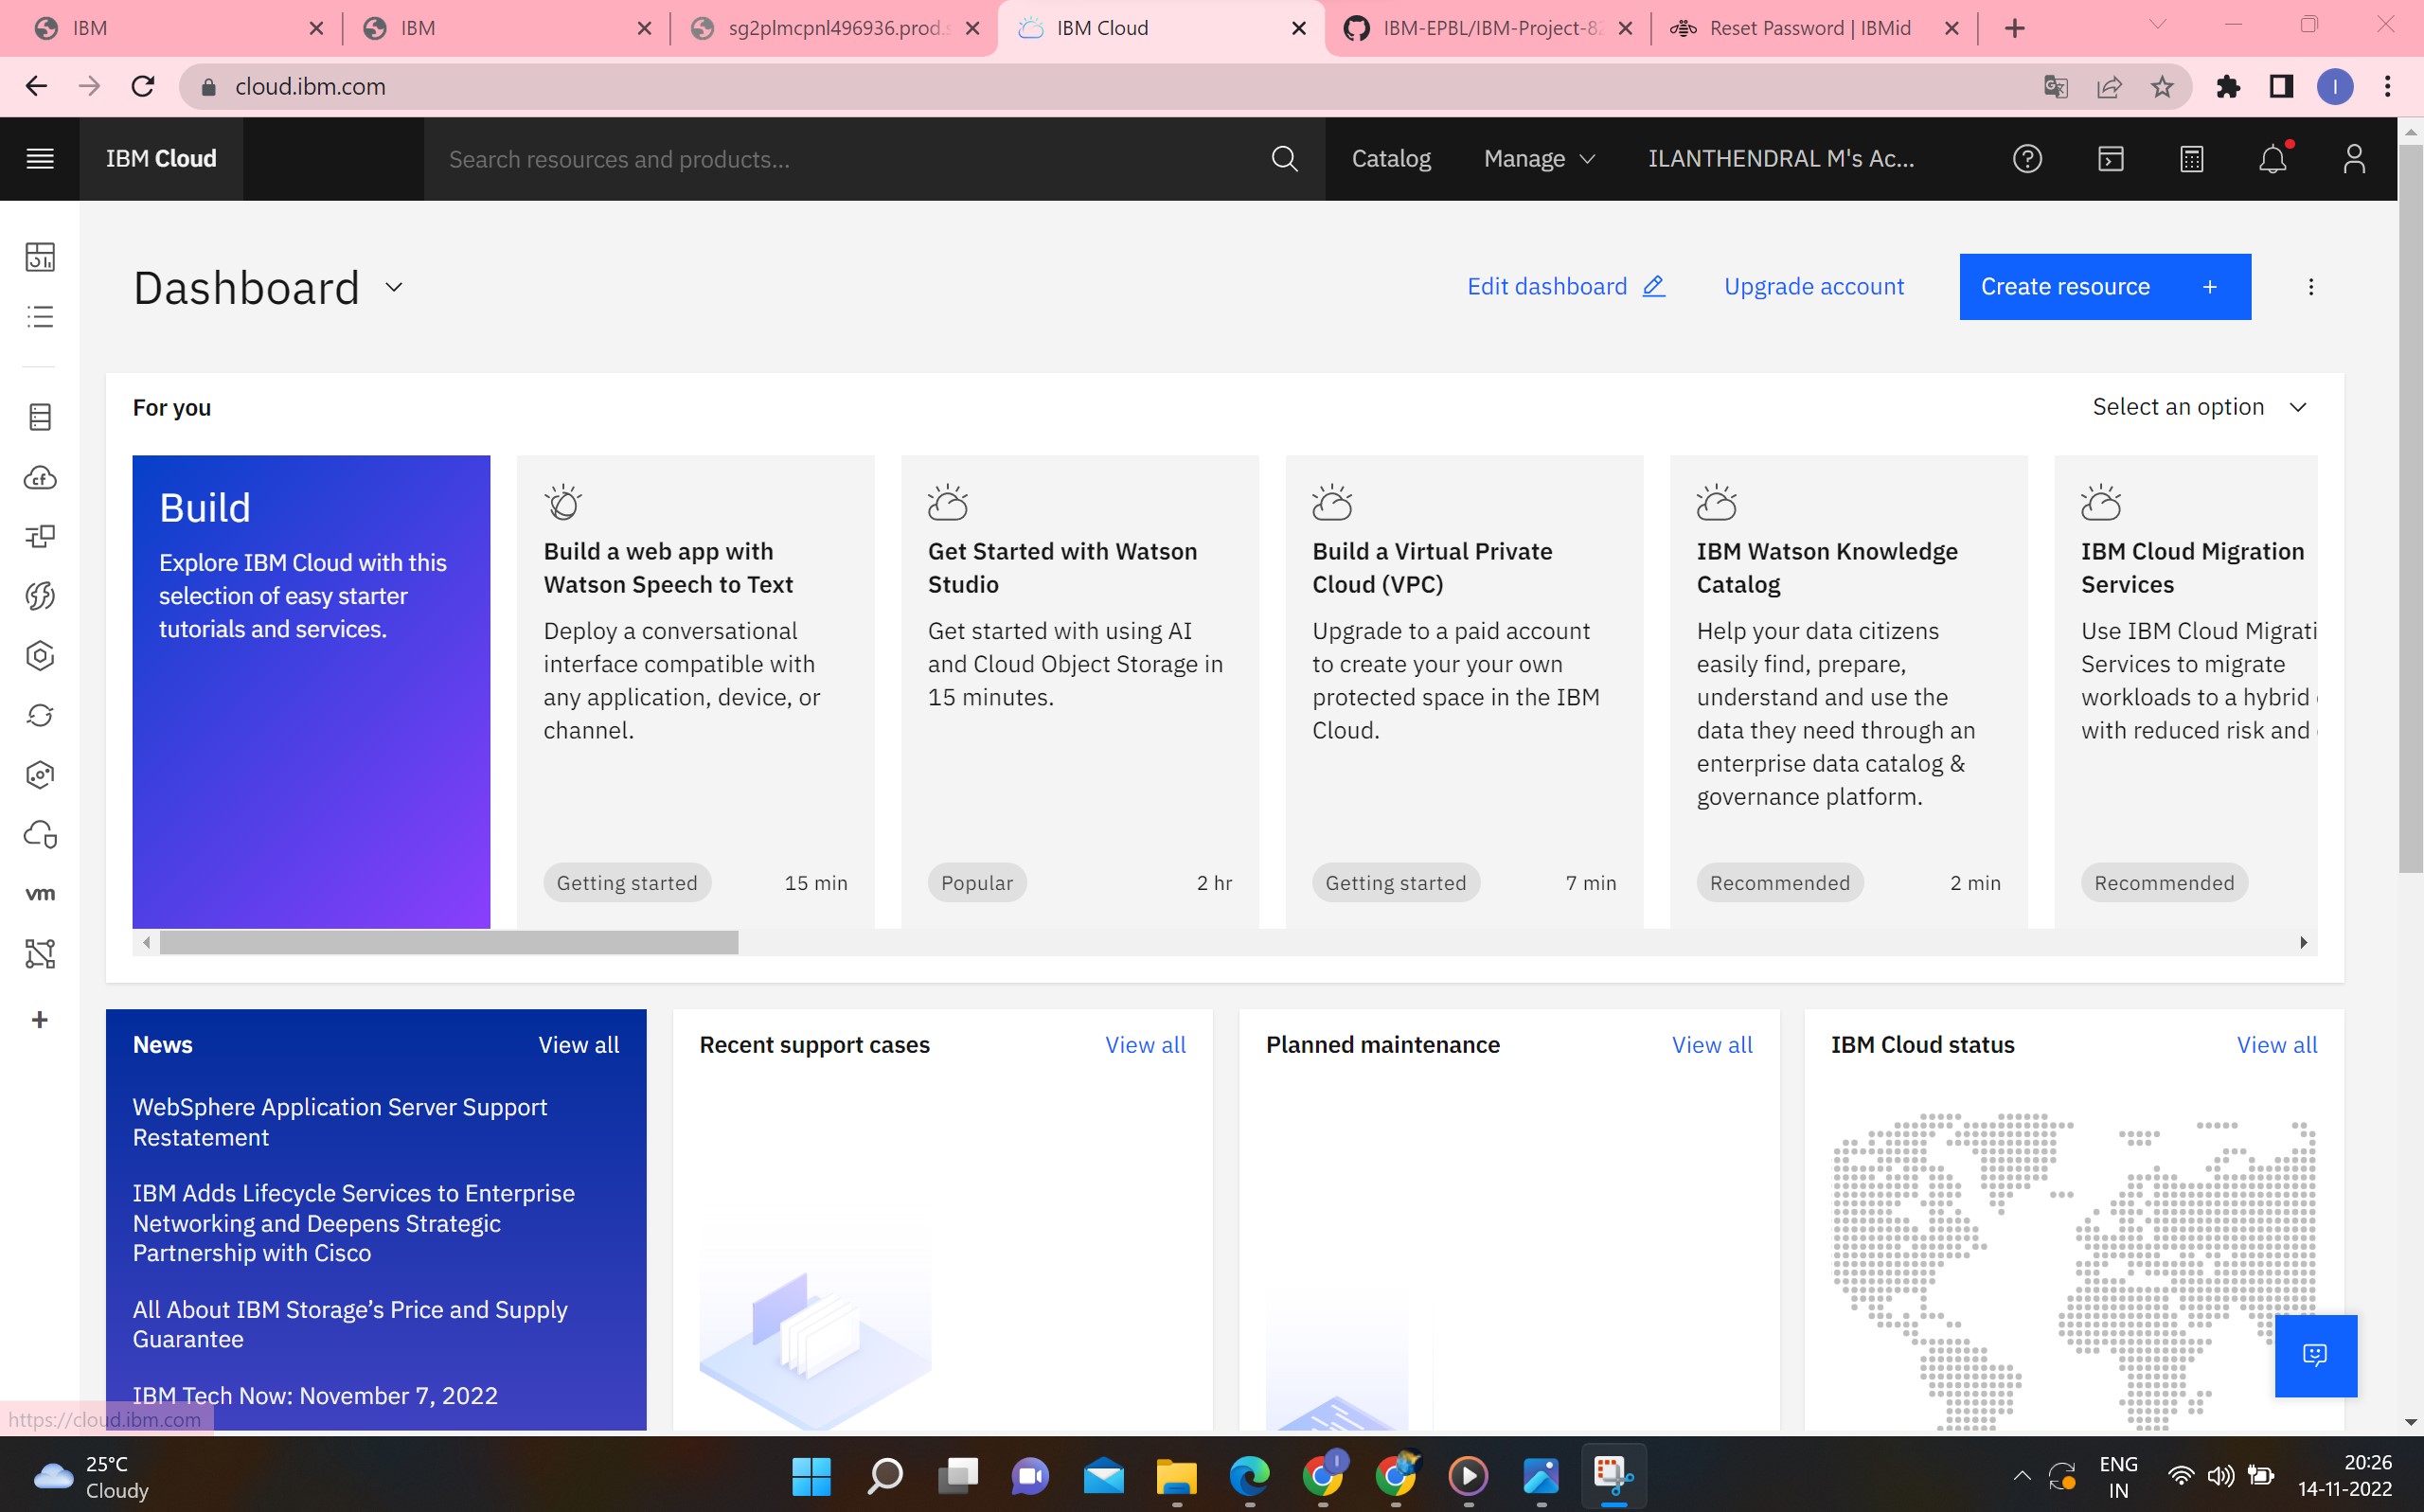 IBM
IBM
sg2plmcpnl496936.prod.s
IBM Cloud
IBM-EPBL/IBM-Project-82
Reset Password | IBMid
cloud.ibm.com
I
IBM Cloud
Search resources and products...
Catalog
Manage
ILANTHENDRAL M's Ac...
Dashboard
Edit dashboard
Upgrade account
Create resource +
For you
Select an option
Build
Explore IBM Cloud with this
selection of easy starter
tutorials and services.
Build a web app with
Watson Speech to Text
Deploy a conversational
interface compatible with
any application, device, or
channel.
Getting started
15 min
Get Started with Watson
Studio
Get started with using AI
and Cloud Object Storage in
15 minutes.
Popular
2 hr
Build a Virtual Private
Cloud (VPC)
Upgrade to a paid account
to create your your own
protected space in the IBM
Cloud.
Getting started
7 min
IBM Watson Knowledge
Catalog
Help your data citizens
easily find, prepare,
understand and use the
data they need through an
enterprise data catalog &
governance platform.
Recommended
2 min
IBM Cloud Migration
Services
Use IBM Cloud Migrati
Services to migrate
workloads to a hybrid
with reduced risk and
Recommended
cf
vm
News
View all
WebSphere Application Server Support
Restatement
IBM Adds Lifecycle Services to Enterprise
Networking and Deepens Strategic
Partnership with Cisco
All About IBM Storage’s Price and Supply
Guarantee
IBM Tech Now: November 7, 2022
Recent support cases
View all
Planned maintenance
View all
IBM Cloud status
View all
https://cloud.ibm.com
25°C
Cloudy
I
ENG
IN
20:26
14-11-2022